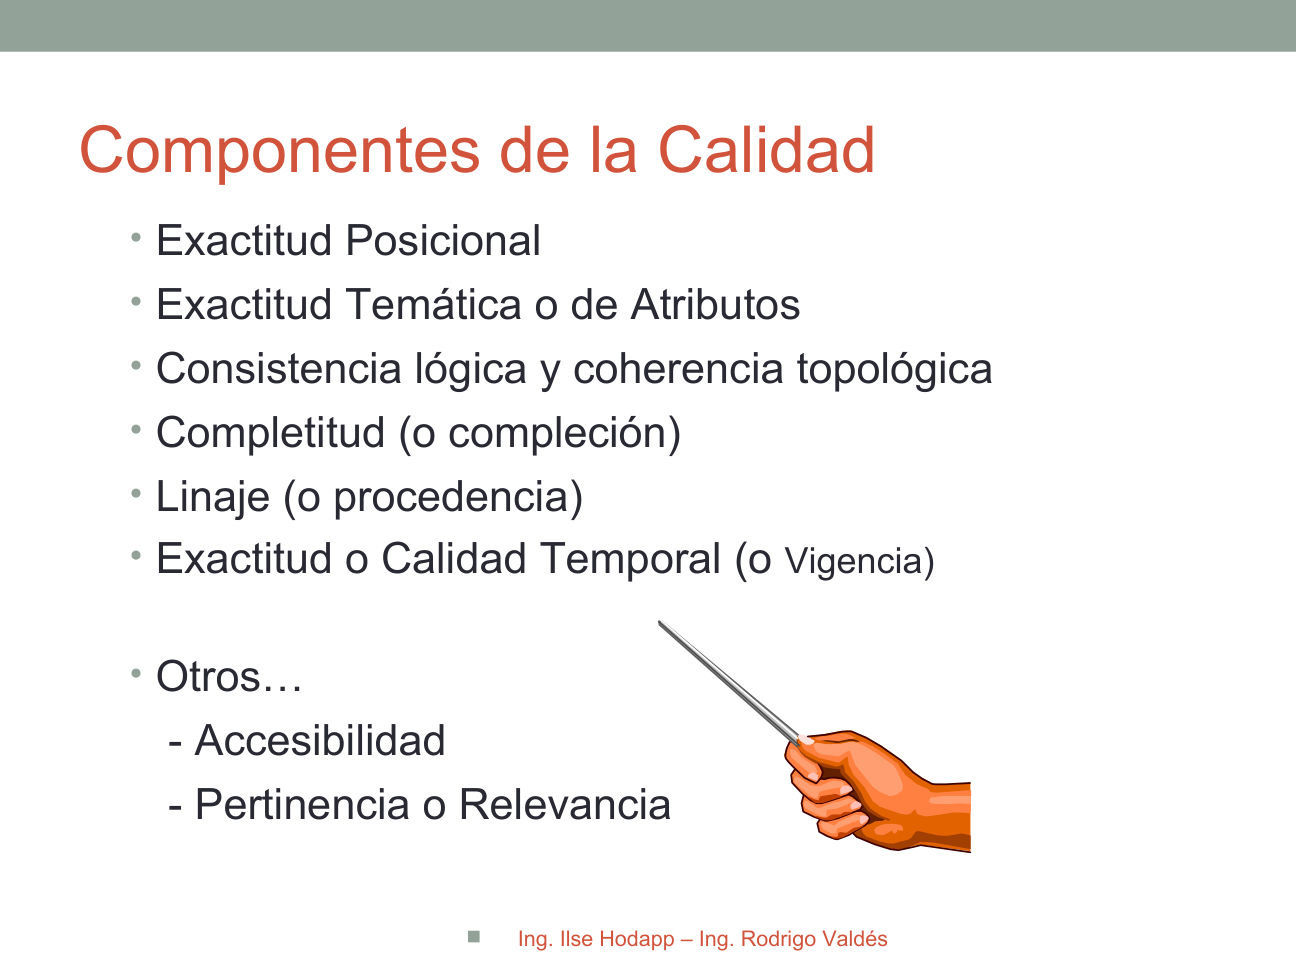 Componentes de la Calidad
• Exactitud Posicional
• Exactitud Temática o de Atributos
• Consistencia lógica y coherencia topológica
• Completitud (o compleción)
• Linaje (o procedencia)
• Exactitud o Calidad Temporal (o Vigencia)
• Otros…
- Accesibilidad
- Pertinencia o Relevancia
■ Ing. Ilse Hodapp – Ing. Rodrigo Valdés